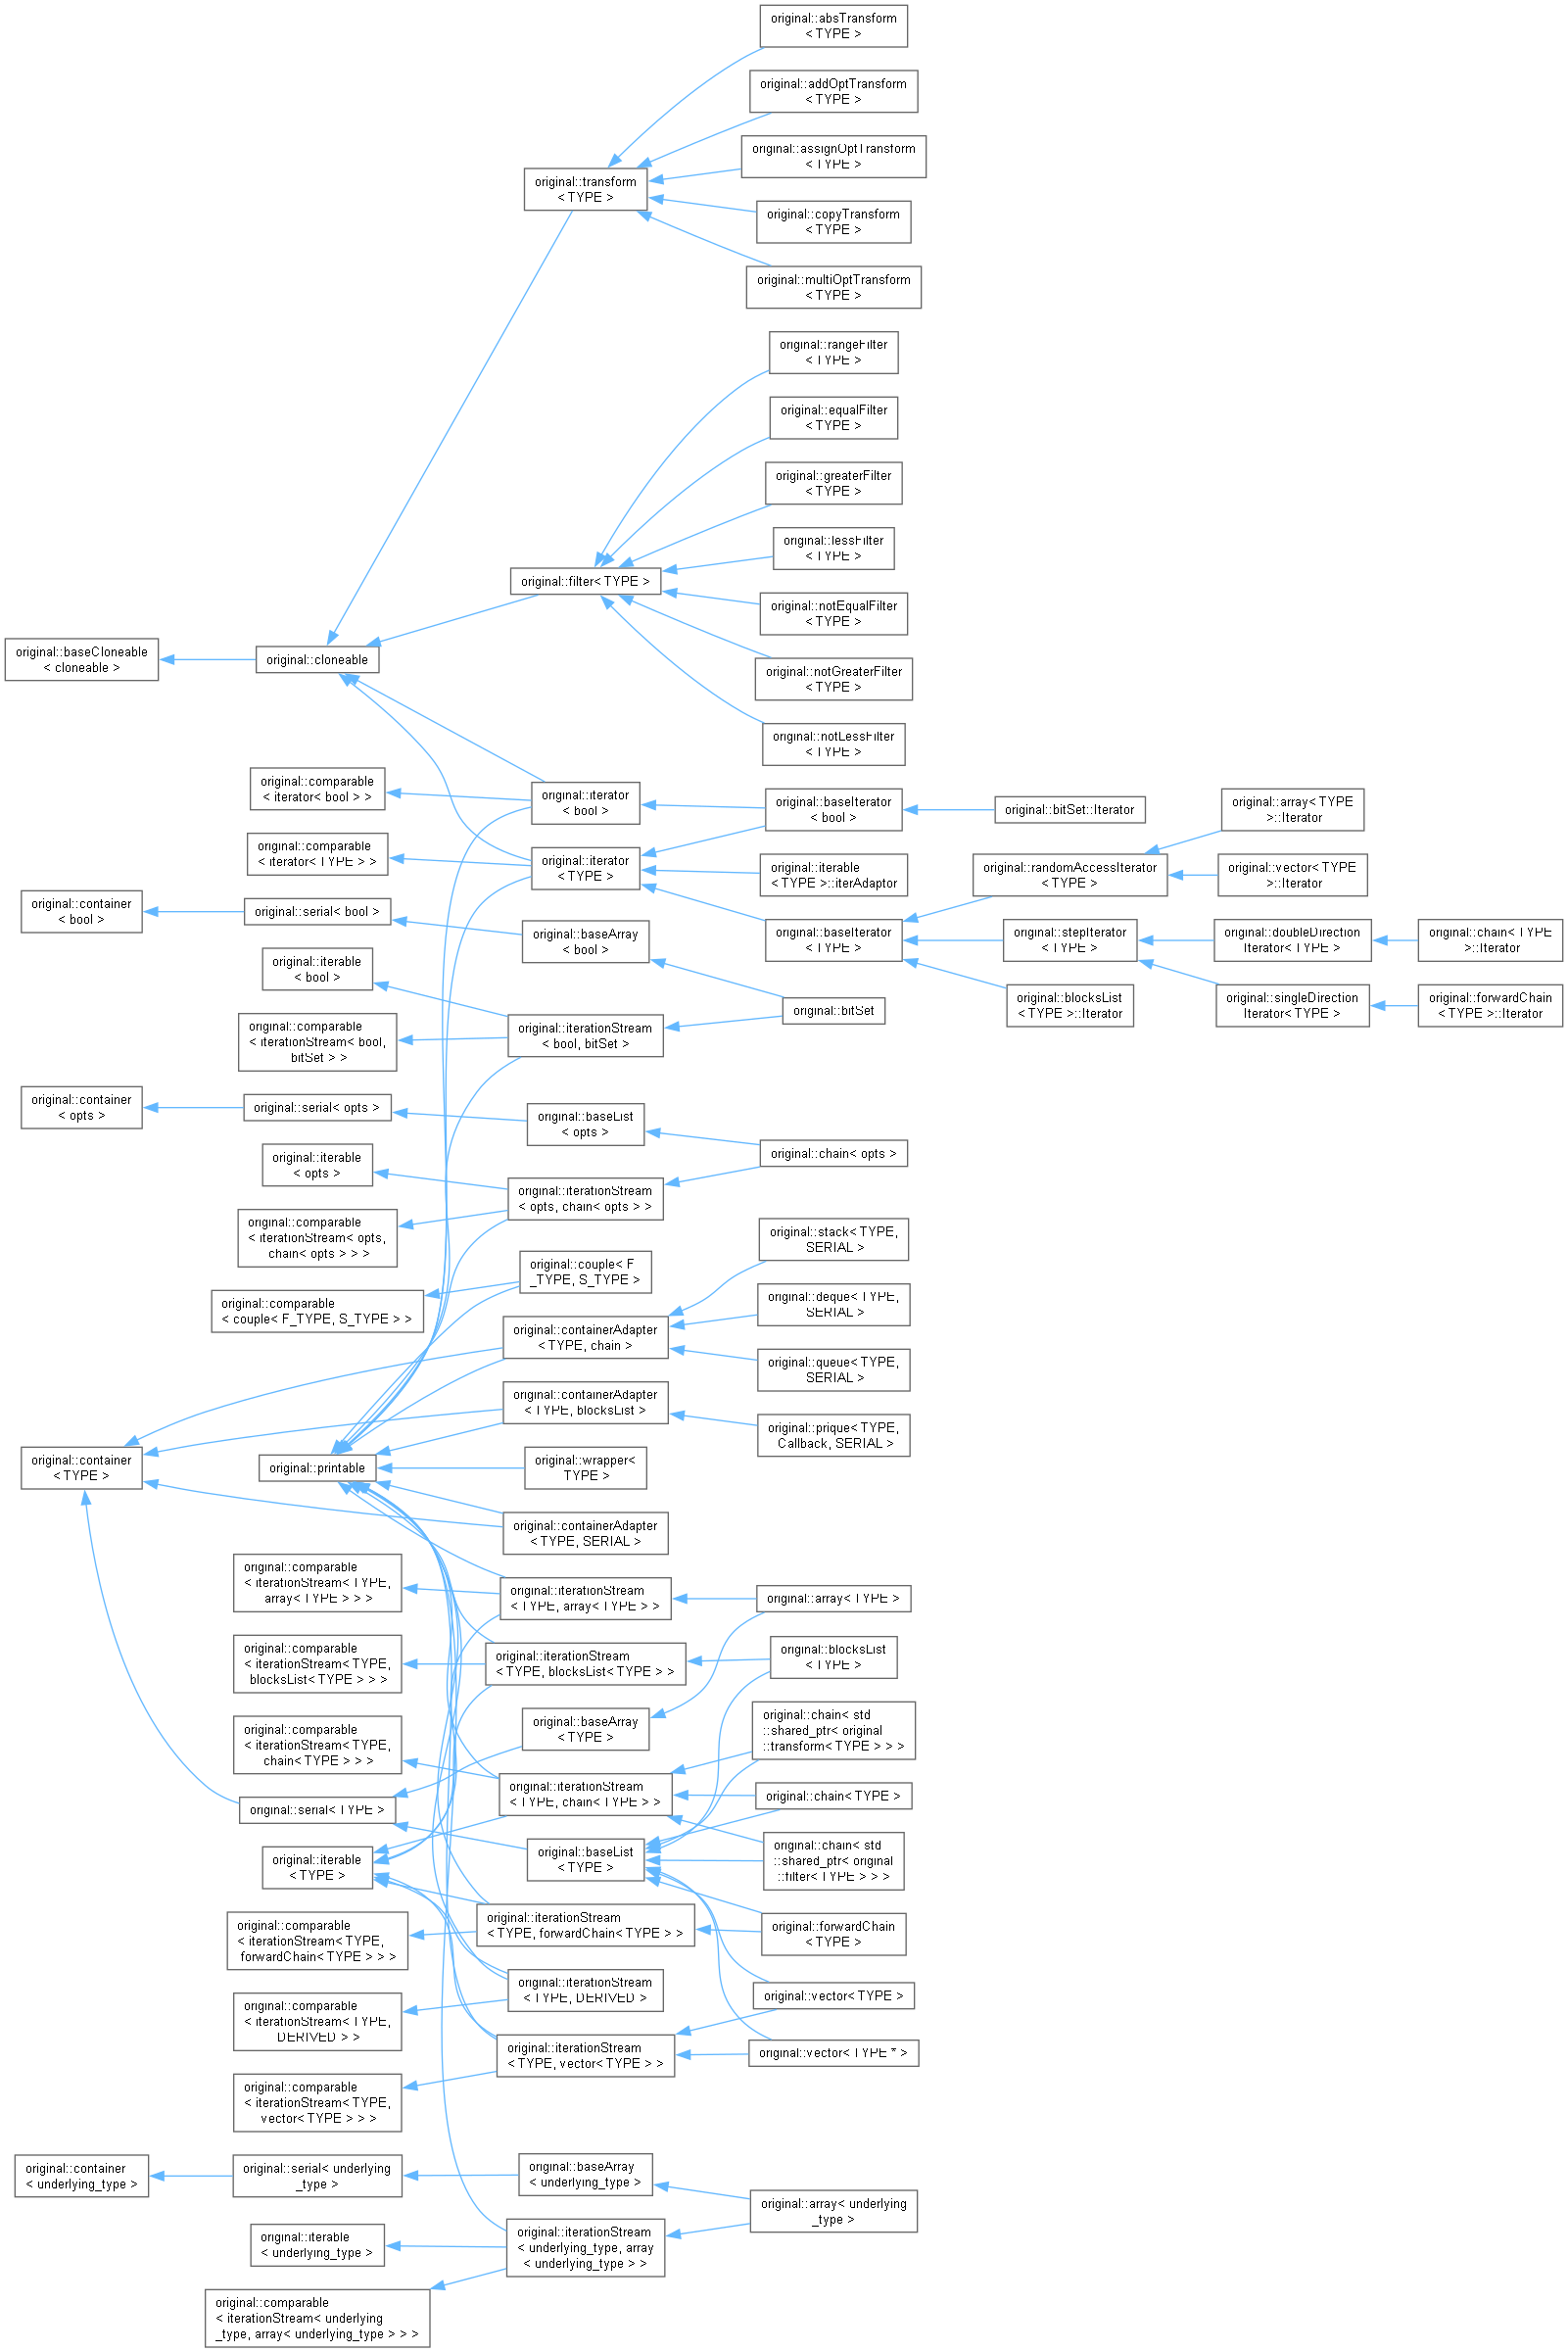 original::absTransform
< TYPE >
original::addOptTransform
< TYPE >
original::assignOptTransform
< TYPE >
original::transform
< TYPE >
original::copyTransform
< TYPE >
original::multiOptTransform
< TYPE >
original::rangeFilter
< TYPE >
original::equalFilter
< TYPE >
original::greaterFilter
< TYPE >
original::lessFilter
< TYPE >
original::filter< TYPE >
original::notEqualFilter
< TYPE >
original::baseCloneable
< cloneable >
original::cloneable
original::notGreaterFilter
< TYPE >
original::notLessFilter
< TYPE >
original::comparable
< iterator< bool > >
original::iterator
< bool >
original::baseIterator
< bool >
original::bitSet::Iterator
original::array< TYPE
>::Iterator
original::comparable
< iterator< TYPE > >
original::iterator
< TYPE >
original::iterable
< TYPE >::iterAdaptor
original::randomAccessIterator
< TYPE >
original::vector< TYPE
>::Iterator
original::container
< bool >
original::serial< bool >
original::baseArray
< bool >
original::baseIterator
< TYPE >
original::stepIterator
< TYPE >
original::doubleDirection
Iterator< TYPE >
original::chain< TYPE
>::Iterator
original::iterable
< bool >
original::bitSet
original::blocksList
< TYPE >::Iterator
original::singleDirection
Iterator< TYPE >
original::forwardChain
< TYPE >::Iterator
original::comparable
< iterationStream< bool,
bitSet > >
original::iterationStream
< bool, bitSet >
original::container
< opts >
original::serial< opts >
original::baseList
< opts >
original::chain< opts >
original::iterable
< opts >
original::iterationStream
< opts, chain< opts > >
original::comparable
< iterationStream< opts,
chain< opts > > >
original::stack< TYPE,
SERIAL >
original::couple< F
_TYPE, S_TYPE >
original::comparable
< couple< F_TYPE, S_TYPE > >
original::deque< TYPE,
SERIAL >
original::containerAdapter
< TYPE, chain >
original::queue< TYPE,
SERIAL >
original::containerAdapter
< TYPE, blocksList >
original::prique< TYPE,
Callback, SERIAL >
original::container
< TYPE >
original::printable
original::wrapper<
TYPE >
original::containerAdapter
< TYPE, SERIAL >
original::comparable
< iterationStream< TYPE,
array< TYPE > > >
original::iterationStream
< TYPE, array< TYPE > >
original::array< TYPE >
original::comparable
< iterationStream< TYPE,
blocksList< TYPE > > >
original::iterationStream
< TYPE, blocksList< TYPE > >
original::blocksList
< TYPE >
original::baseArray
< TYPE >
original::chain< std
::shared_ptr< original
::transform< TYPE > > >
original::comparable
< iterationStream< TYPE,
chain< TYPE > > >
original::iterationStream
< TYPE, chain< TYPE > >
original::chain< TYPE >
original::serial< TYPE >
original::iterable
< TYPE >
original::baseList
< TYPE >
original::chain< std
::shared_ptr< original
::filter< TYPE > > >
original::comparable
< iterationStream< TYPE,
forwardChain< TYPE > > >
original::iterationStream
< TYPE, forwardChain< TYPE > >
original::forwardChain
< TYPE >
original::iterationStream
< TYPE, DERIVED >
original::vector< TYPE >
original::comparable
< iterationStream< TYPE,
DERIVED > >
original::iterationStream
< TYPE, vector< TYPE > >
original::vector< TYPE * >
original::comparable
< iterationStream< TYPE,
vector< TYPE > > >
original::container
< underlying_type >
original::serial< underlying
_type >
original::baseArray
< underlying_type >
original::array< underlying
_type >
original::iterable
< underlying_type >
original::iterationStream
< underlying_type, array
< underlying_type > >
original::comparable
< iterationStream< underlying
_type, array< underlying_type > > >